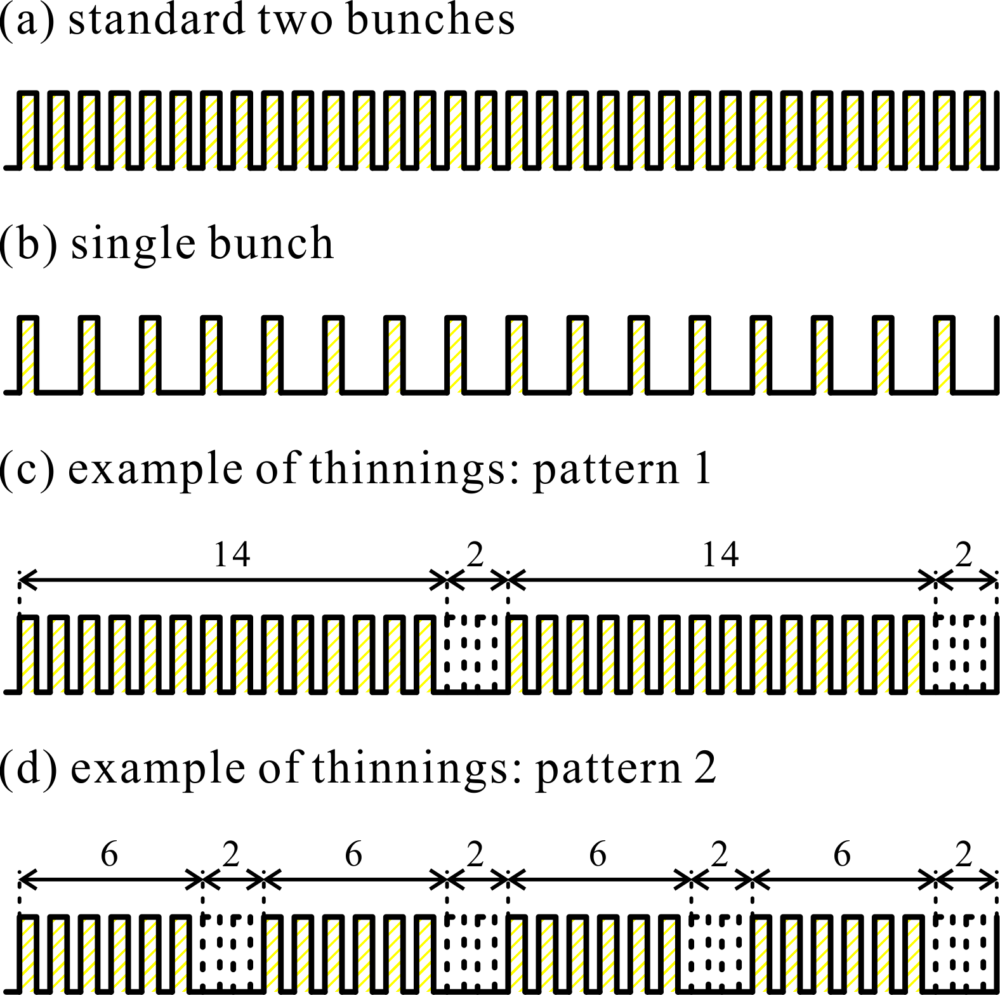 (a) standard two bunches
(b) single bunch
(c) example of thinnings: pattern 1
14 2 14 2
(d) example of thinnings: pattern 2
6 2 6 2 6 2 6 2